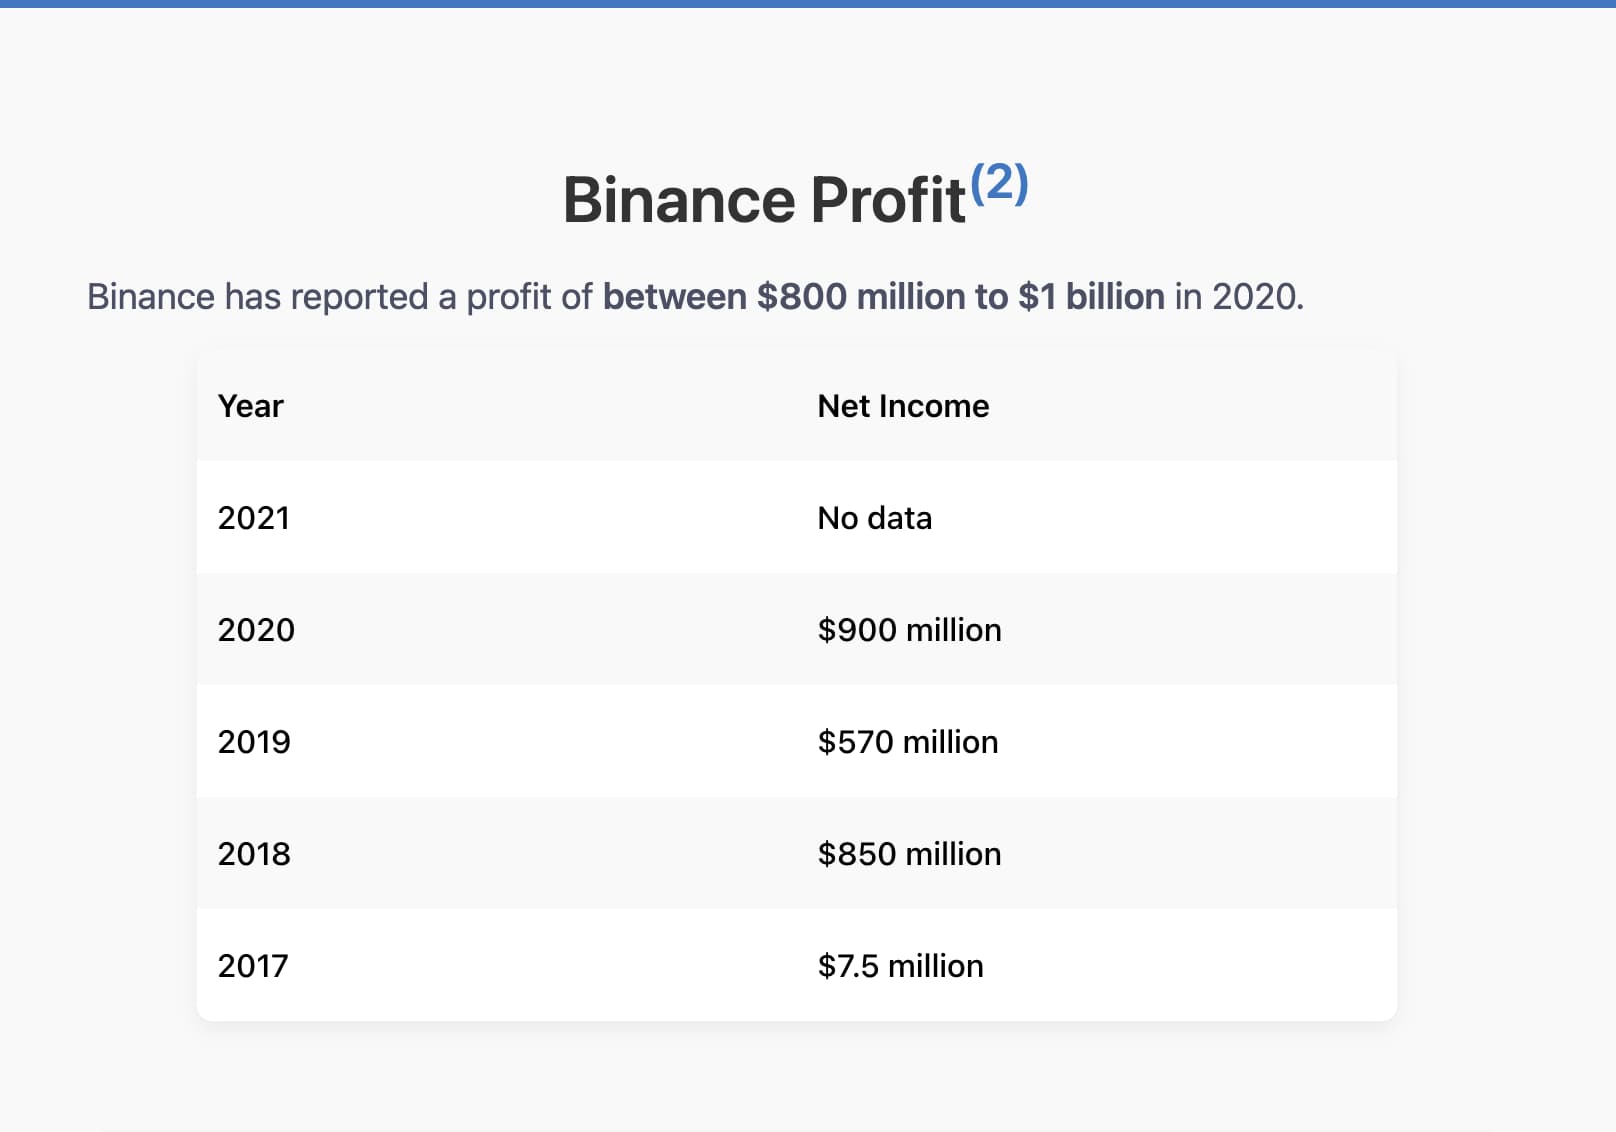 Binance Profit(2)
Binance has reported a profit of between $800 million to $1 billion in 2020.
Year Net Income
2021 No data
2020 $900 million
2019 $570 million
2018 $850 million
2017 $7.5 million